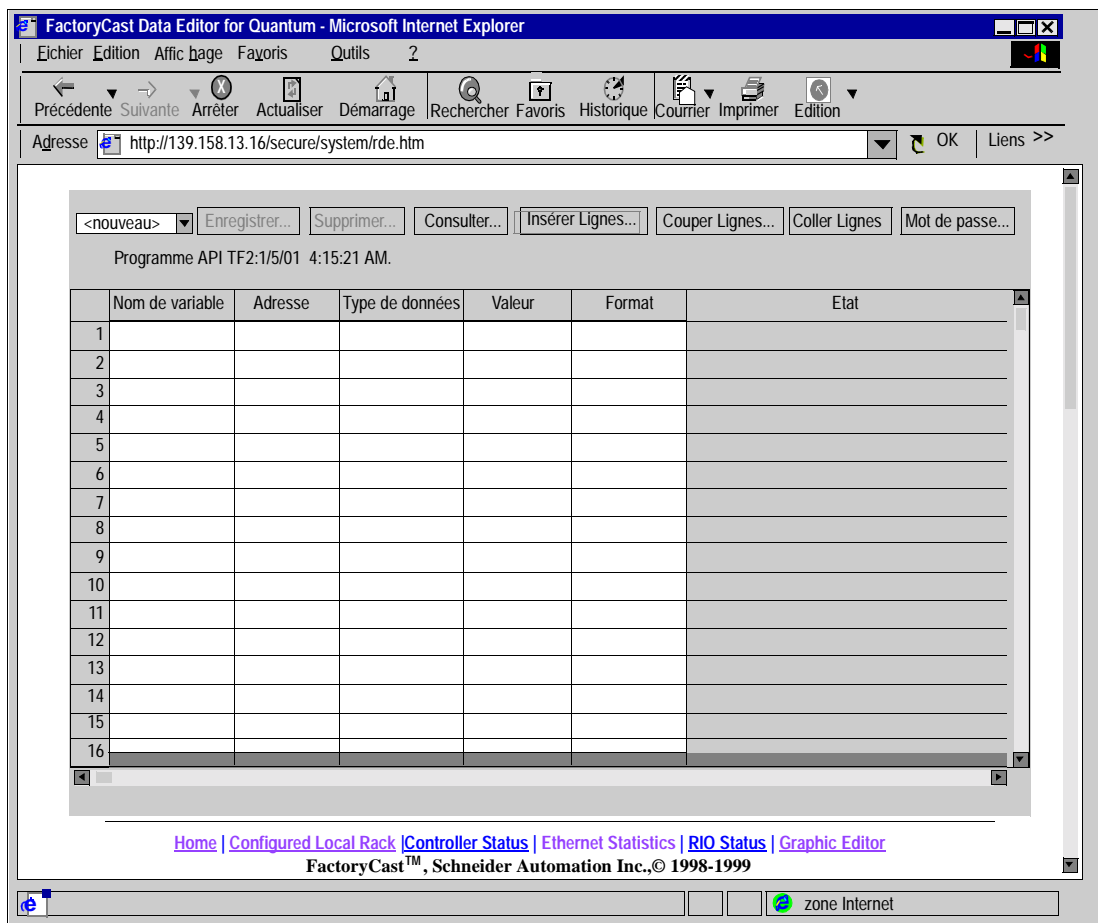 FactoryCast Data Editor for Quantum - Microsoft Internet Explorer
Eichier Edition Affic hage Favoris Outils ?
Précédente Suivante Arrêter Actualiser Démarrage Rechercher Favoris Historique Courrier Imprimer Edition
Adresse http://139.158.13.16/secure/system/rde.htm OK Liens >>
<nouveau> Enregistrer... Supprimer... Consulter... Insérer Lignes... Couper Lignes... Coller Lignes Mot de passe...
Programme API TF2:1/5/01 4:15:21 AM.
Nom de variable Adresse Type de données Valeur Format Etat
1
2
3
4
5
6
7
8
9
10
11
12
13
14
15
16
Home | Configured Local Rack |Controller Status | Ethernet Statistics | RIO Status | Graphic Editor
FactoryCast™, Schneider Automation Inc.,© 1998-1999
zone Internet